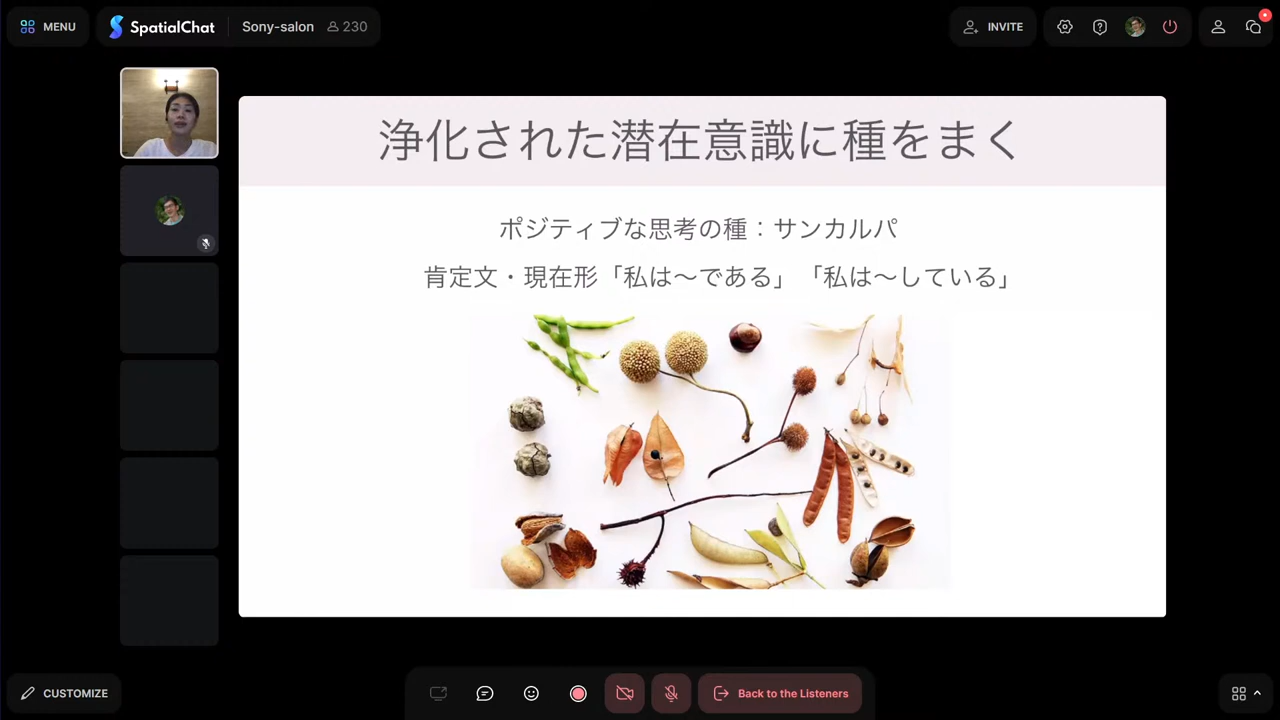 MENU
SpatialChat
Sony-salon
230
INVITE
浄化された潜在意識に種をまく
ポジティブな思考の種：サンカルパ
肯定文・現在形「私は〜である」「私は〜している」
CUSTOMIZE
Back to the Listeners